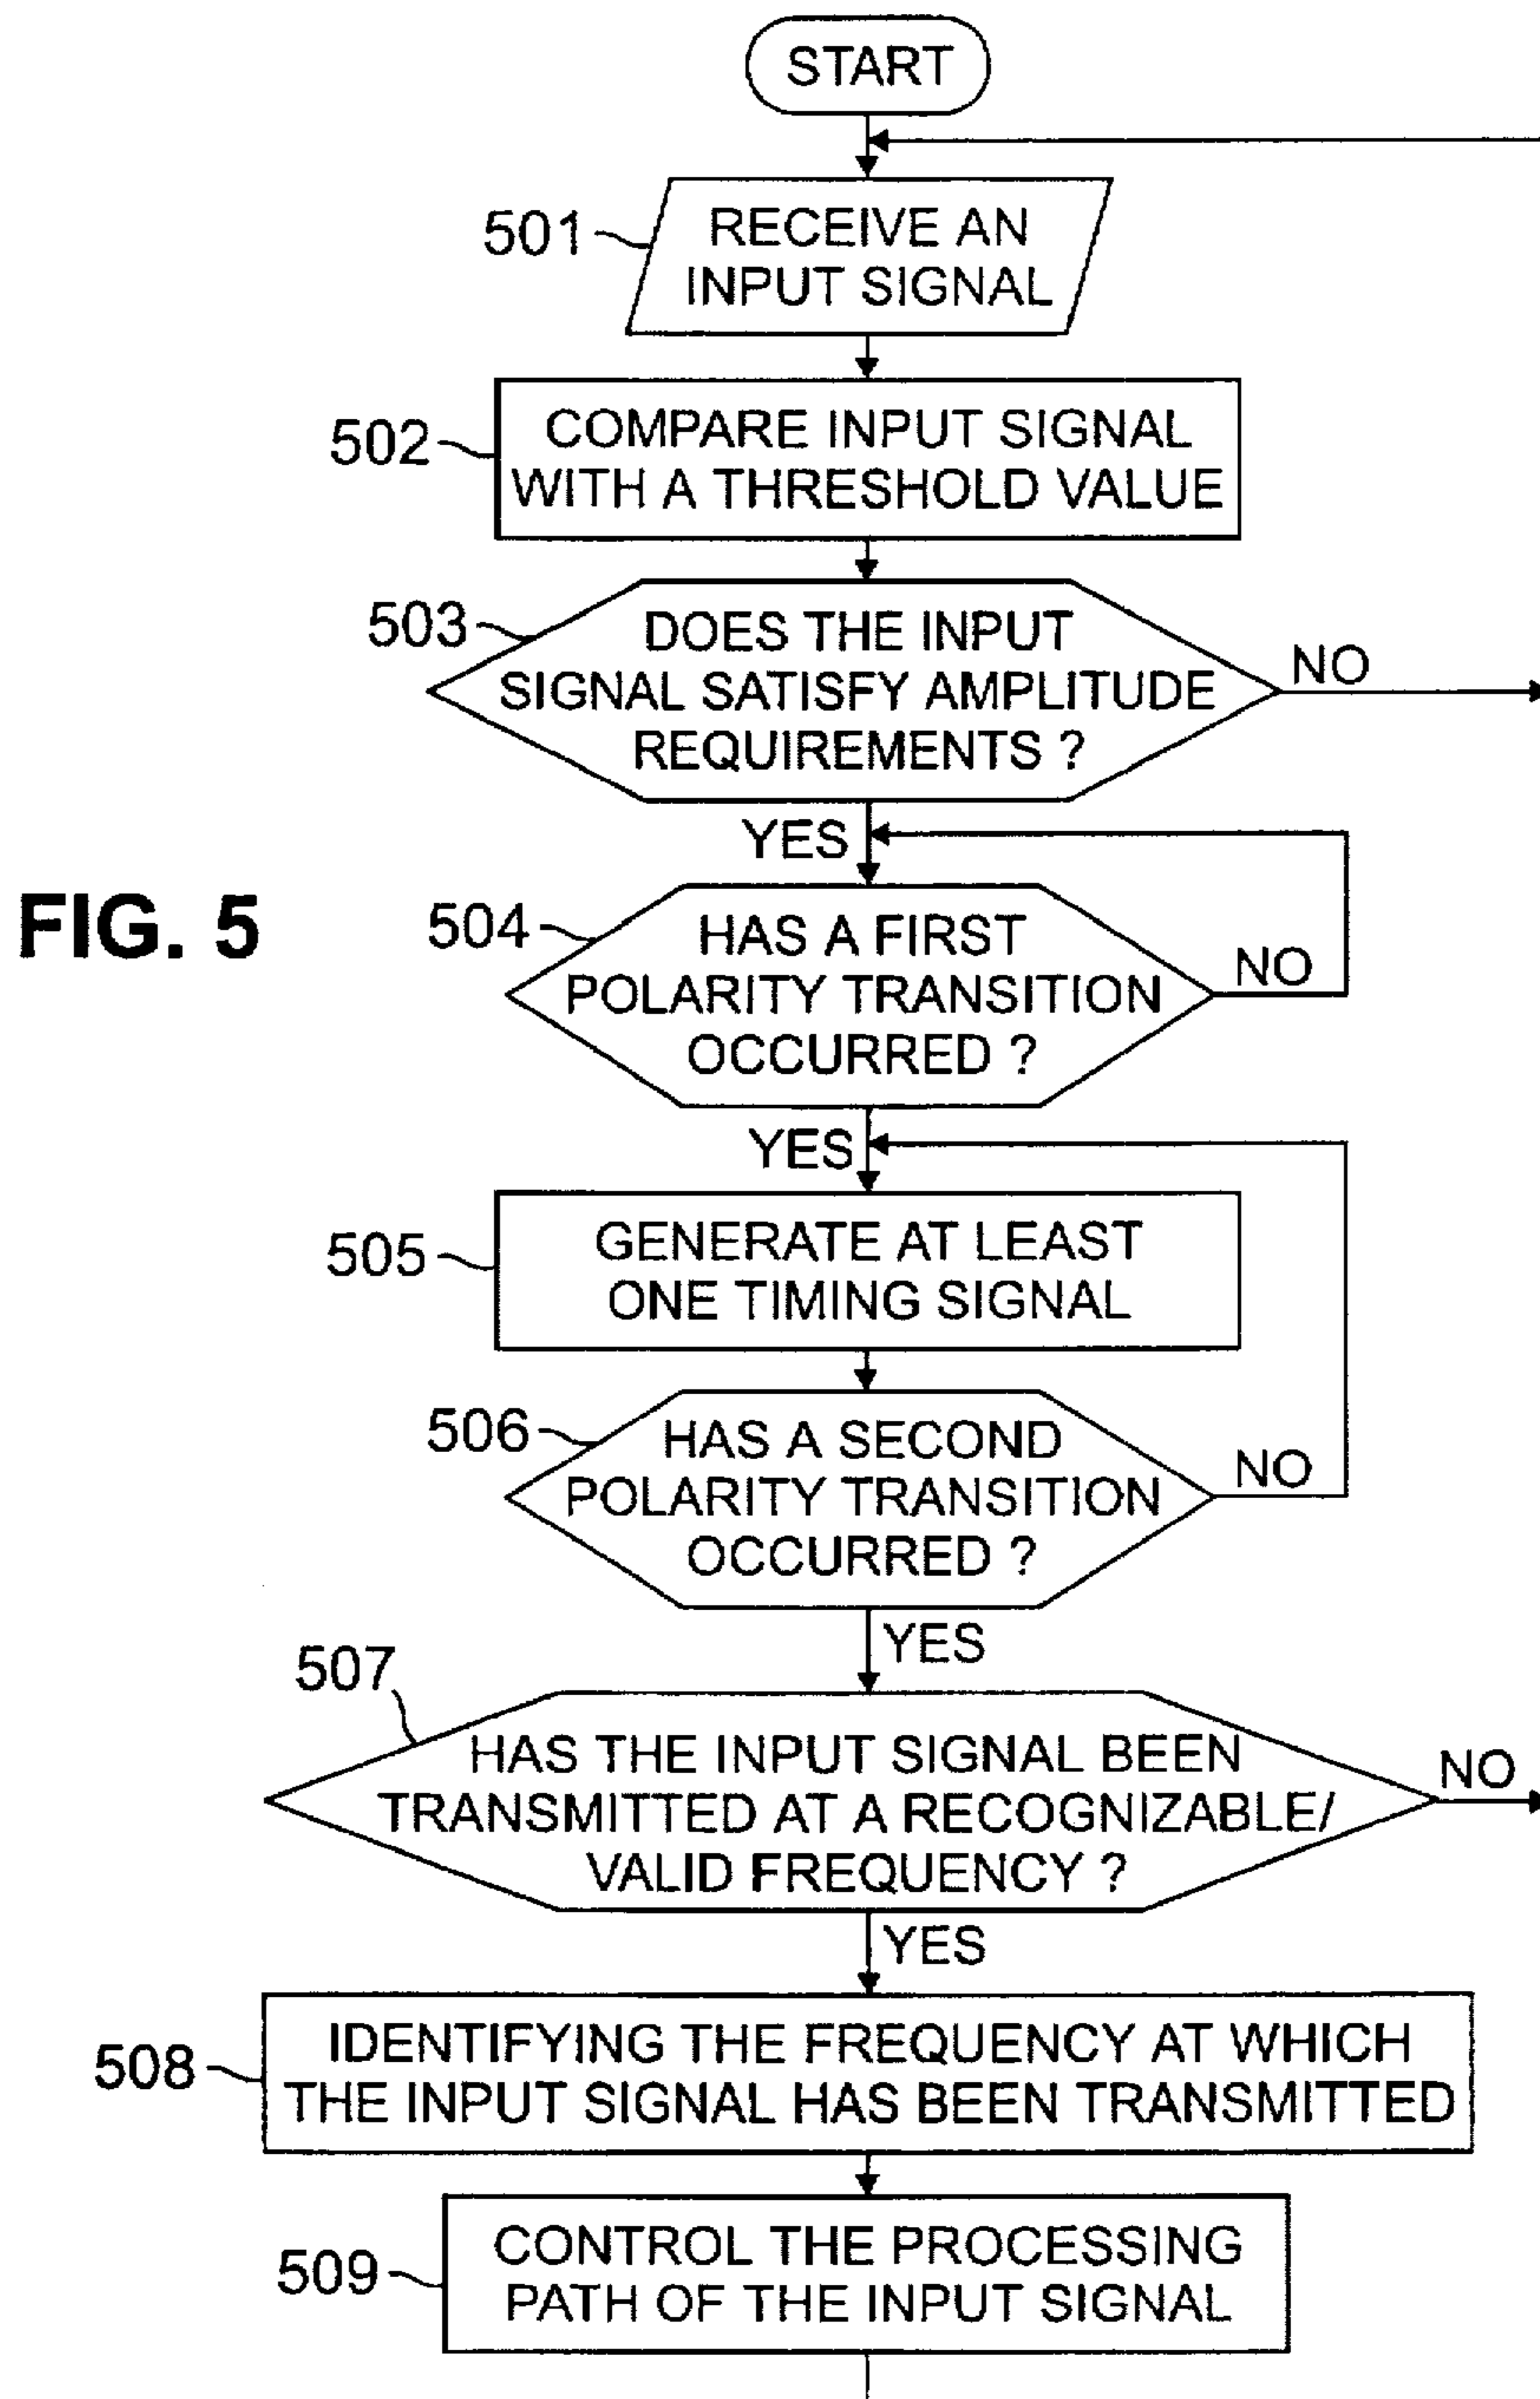 START
501
RECEIVE AN
INPUT SIGNAL
502
COMPARE INPUT SIGNAL
WITH A THRESHOLD VALUE
503
DOES THE INPUT
SIGNAL SATISFY AMPLITUDE
REQUIREMENTS ?
NO
YES
FIG. 5
504
HAS A FIRST
POLARITY TRANSITION
OCCURRED ?
NO
YES
505
GENERATE AT LEAST
ONE TIMING SIGNAL
506
HAS A SECOND
POLARITY TRANSITION
OCCURRED ?
NO
YES
507
HAS THE INPUT SIGNAL BEEN
TRANSMITTED AT A RECOGNIZABLE/
VALID FREQUENCY ?
NO
YES
508
IDENTIFYING THE FREQUENCY AT WHICH
THE INPUT SIGNAL HAS BEEN TRANSMITTED
509
CONTROL THE PROCESSING
PATH OF THE INPUT SIGNAL